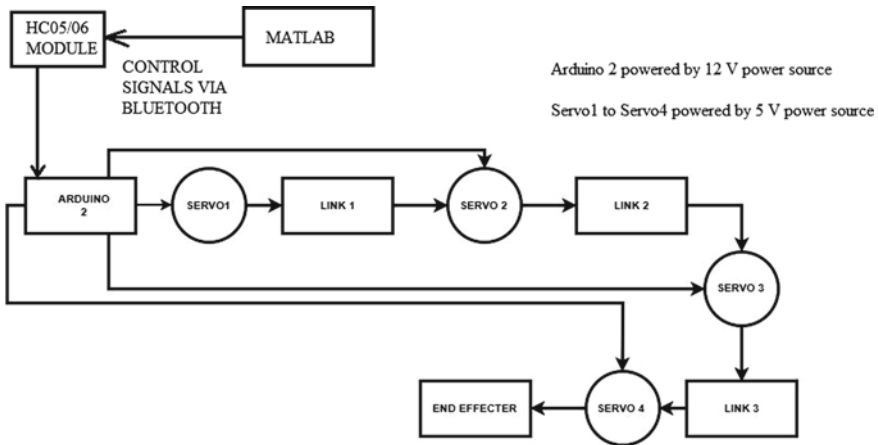 HC05/06
MODULE
MATLAB
CONTROL
SIGNALS VIA
BLUETOOTH
Arduino 2 powered by 12 V power source
Servo1 to Servo4 powered by 5 V power source
ARDUINO
2
SERVO1
LINK 1
SERVO 2
LINK 2
SERVO 3
END EFFECTER
SERVO 4
LINK 3